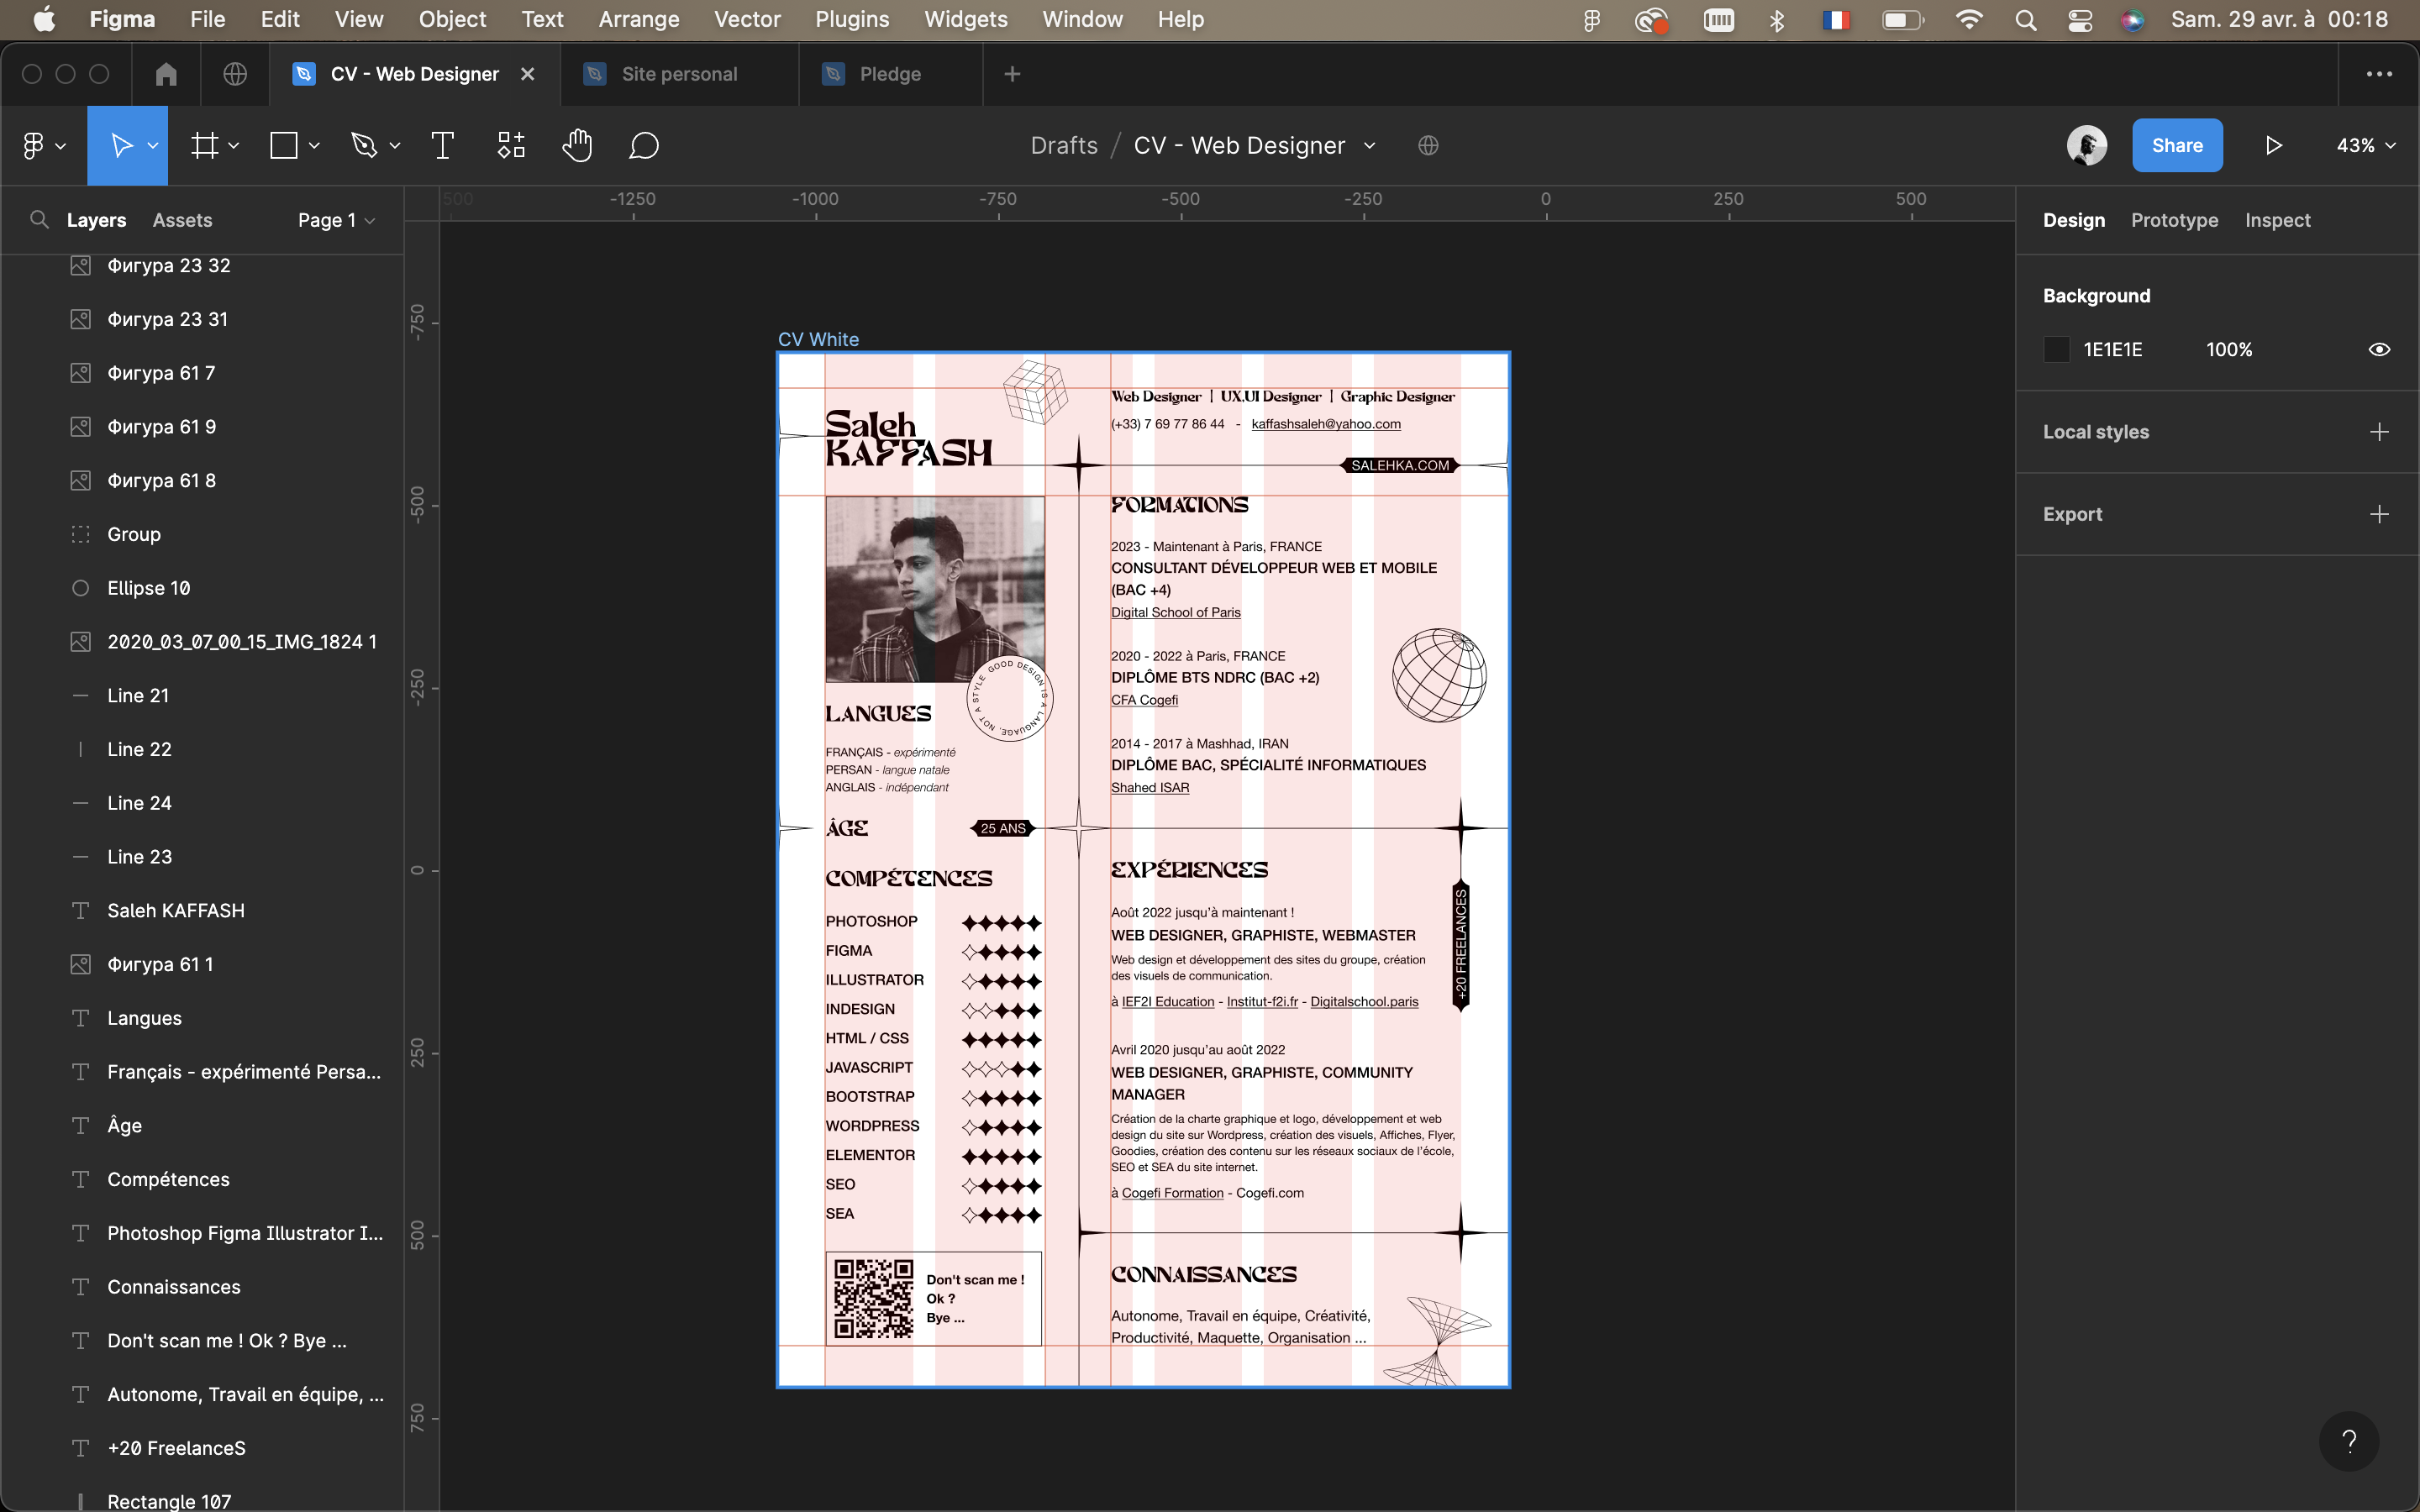 Figma File Edit View Object Text Arrange Vector Plugins Widgets Window Help Sam. 29 avr. à 00:18
CV - Web Designer Site personal Pledge
Drafts / CV - Web Designer Share 43%
Layers Assets Page 1
Фигура 23 32
Фигура 23 31
Фигура 61 7
Фигура 61 9
Фигура 61 8
Group
Ellipse 10
2020_03_07_00_15_IMG_1824 1
Line 21
Line 22
Line 24
Line 23
Saleh KAFFASH
Фигура 61 1
Langues
Français - expérimenté Persa...
Âge
Compétences
Photoshop Figma Illustrator I...
Connaissances
Don't scan me ! Ok ? Bye ...
Autonome, Travail en équipe, ...
+20 FreelanceS
Rectangle 107
500 -1250 -1000 -750 -500 -250 0 250 500
-750
-500
-250
0
250
500
750
CV White
Saleh
KAFFASH
Web Designer | UX.UI Designer | Graphic Designer
(+33) 7 69 77 86 44 - kaffashsaleh@yahoo.com
SALEHKA.COM
GOOD DESIGN IS A LANGUAGE, NOT A STYLE
LANGUES
FRANÇAIS - expérimenté
PERSAN - langue natale
ANGLAIS - indépendant
ÂGE 25 ANS
COMPÉTENCES
PHOTOSHOP
FIGMA
ILLUSTRATOR
INDESIGN
HTML / CSS
JAVASCRIPT
BOOTSTRAP
WORDPRESS
ELEMENTOR
SEO
SEA
Don't scan me !
Ok ?
Bye ...
FORMATIONS
2023 - Maintenant à Paris, FRANCE
CONSULTANT DÉVELOPPEUR WEB ET MOBILE
(BAC +4)
Digital School of Paris
2020 - 2022 à Paris, FRANCE
DIPLÔME BTS NDRC (BAC +2)
CFA Cogefi
2014 - 2017 à Mashhad, IRAN
DIPLÔME BAC, SPÉCIALITÉ INFORMATIQUES
Shahed ISAR
EXPÉRIENCES
Août 2022 jusqu'à maintenant !
WEB DESIGNER, GRAPHISTE, WEBMASTER
Web design et développement des sites du groupe, création
des visuels de communication.
à IEF2I Education - Institut-f2i.fr - Digitalschool.paris
+20 FREELANCES
Avril 2020 jusqu'au août 2022
WEB DESIGNER, GRAPHISTE, COMMUNITY
MANAGER
Création de la charte graphique et logo, développement et web
design du site sur Wordpress, création des visuels, Affiches, Flyer,
Goodies, création des contenu sur les réseaux sociaux de l'école,
SEO et SEA du site internet.
à Cogefi Formation - Cogefi.com
CONNAISSANCES
Autonome, Travail en équipe, Créativité,
Productivité, Maquette, Organisation ...
Design Prototype Inspect
Background
1E1E1E 100%
Local styles
Export
?